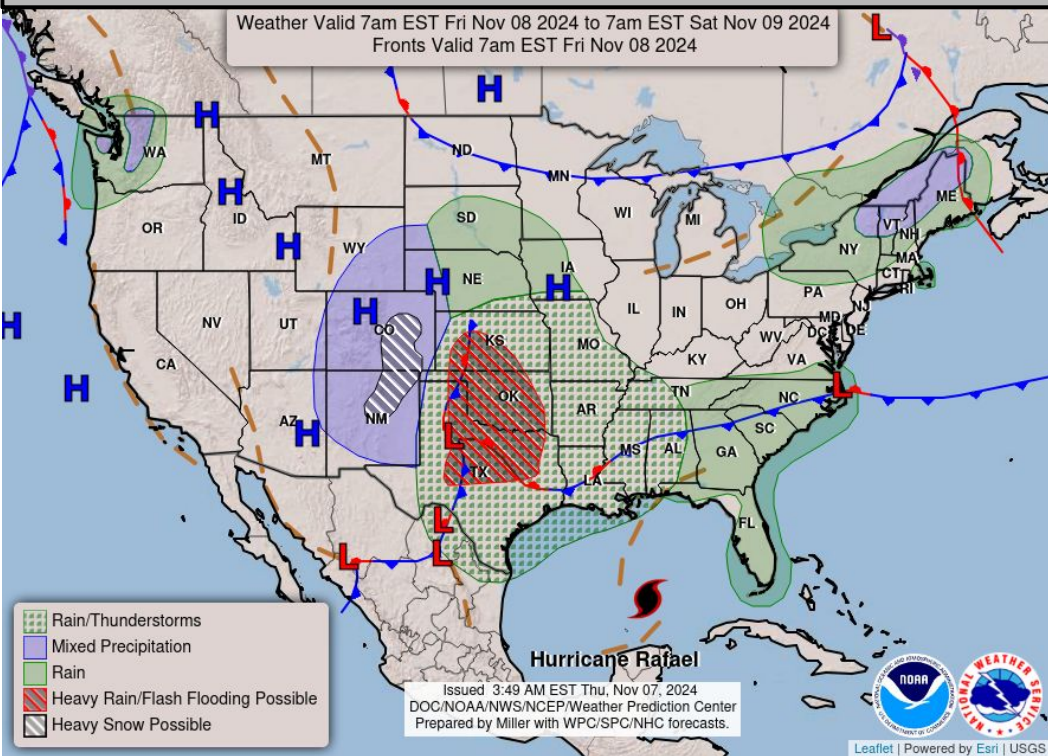 Weather Valid 7am EST Fri Nov 08 2024 to 7am EST Sat Nov 09 2024
Fronts Valid 7am EST Fri Nov 08 2024
L
H
H
WA
ND
MT
MN
ME
H
OR
ID
SD
WI
MI
VT
NH
NY
H
WY
MA
CT
RI
H
NE
IA
H
PA
NJ
H
CO
NV
UT
IL
IN
OH
MD
DE
DC
H
KS
MO
WV
VA
KY
CA
H
L
TN
NC
OK
AR
SC
AZ
H
NM
L
MS
AL
GA
TX
LA
L
FL
L
L
Rain/Thunderstorms
Mixed Precipitation
Rain
Heavy Rain/Flash Flooding Possible
Heavy Snow Possible
Hurricane Rafael
Issued 3:49 AM EST Thu, Nov 07, 2024
DOC/NOAA/NWS/NCEP/Weather Prediction Center
Prepared by Miller with WPC/SPC/NHC forecasts.
NOAA
NATIONAL WEATHER SERVICE
Leaflet | Powered by Esri | USGS